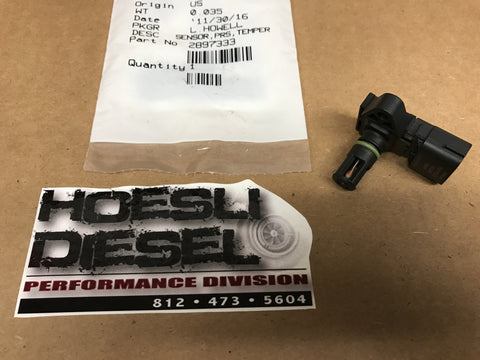 Origin US
WT 0.035
Date '11/30/16
PKGR L HOWELL
DESC SENSOR,PRS,TEMPER
Part No 2897333
Quantity 1
HOESLI
DIESEL
PERFORMANCE DIVISION
812 • 473 • 5604